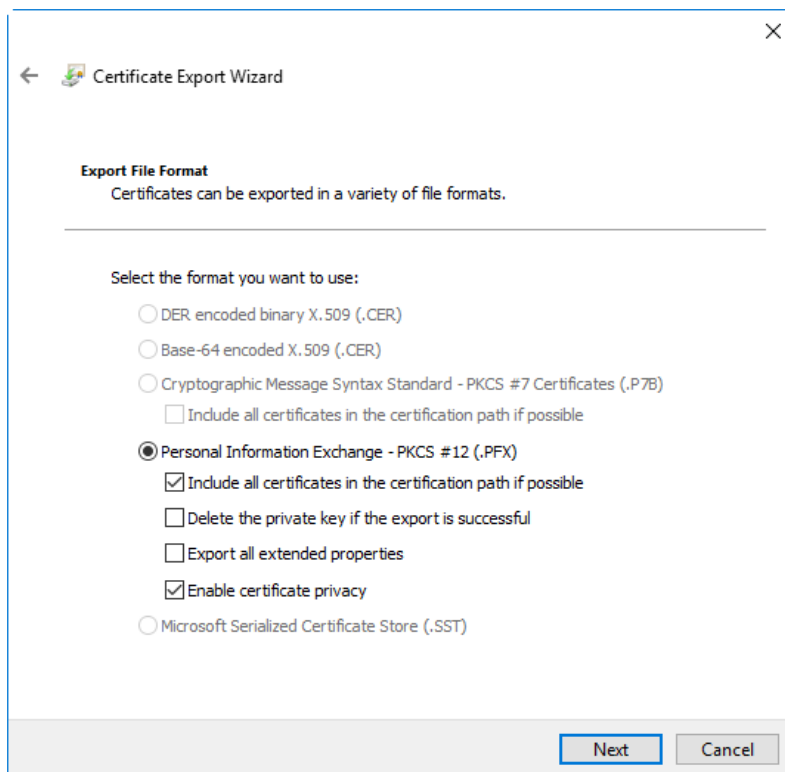 Certificate Export Wizard
Export File Format
Certificates can be exported in a variety of file formats.
Select the format you want to use:
DER encoded binary X.509 (.CER)
Base-64 encoded X.509 (.CER)
Cryptographic Message Syntax Standard - PKCS #7 Certificates (.P7B)
Include all certificates in the certification path if possible
Personal Information Exchange - PKCS #12 (.PFX)
Include all certificates in the certification path if possible
Delete the private key if the export is successful
Export all extended properties
Enable certificate privacy
Microsoft Serialized Certificate Store (.SST)
Next Cancel